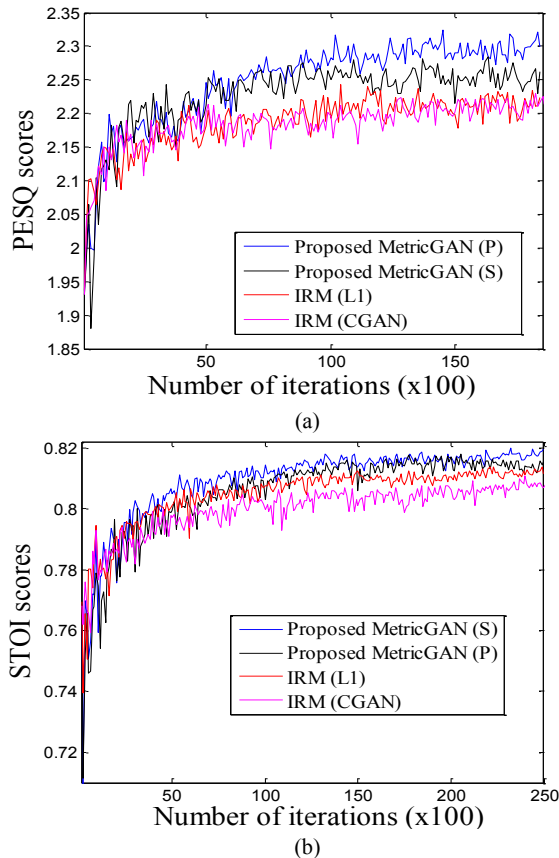 2.35
2.3
2.25
2.2
2.15
2.1
2.05
2
1.95
1.9
1.85
PESQ scores
Proposed MetricGAN (P)
Proposed MetricGAN (S)
IRM (L1)
IRM (CGAN)
50
100
150
Number of iterations (x100)
(a)
0.82
0.8
0.78
0.76
0.74
0.72
STOI scores
Proposed MetricGAN (S)
Proposed MetricGAN (P)
IRM (L1)
IRM (CGAN)
50
100
150
200
250
Number of iterations (x100)
(b)